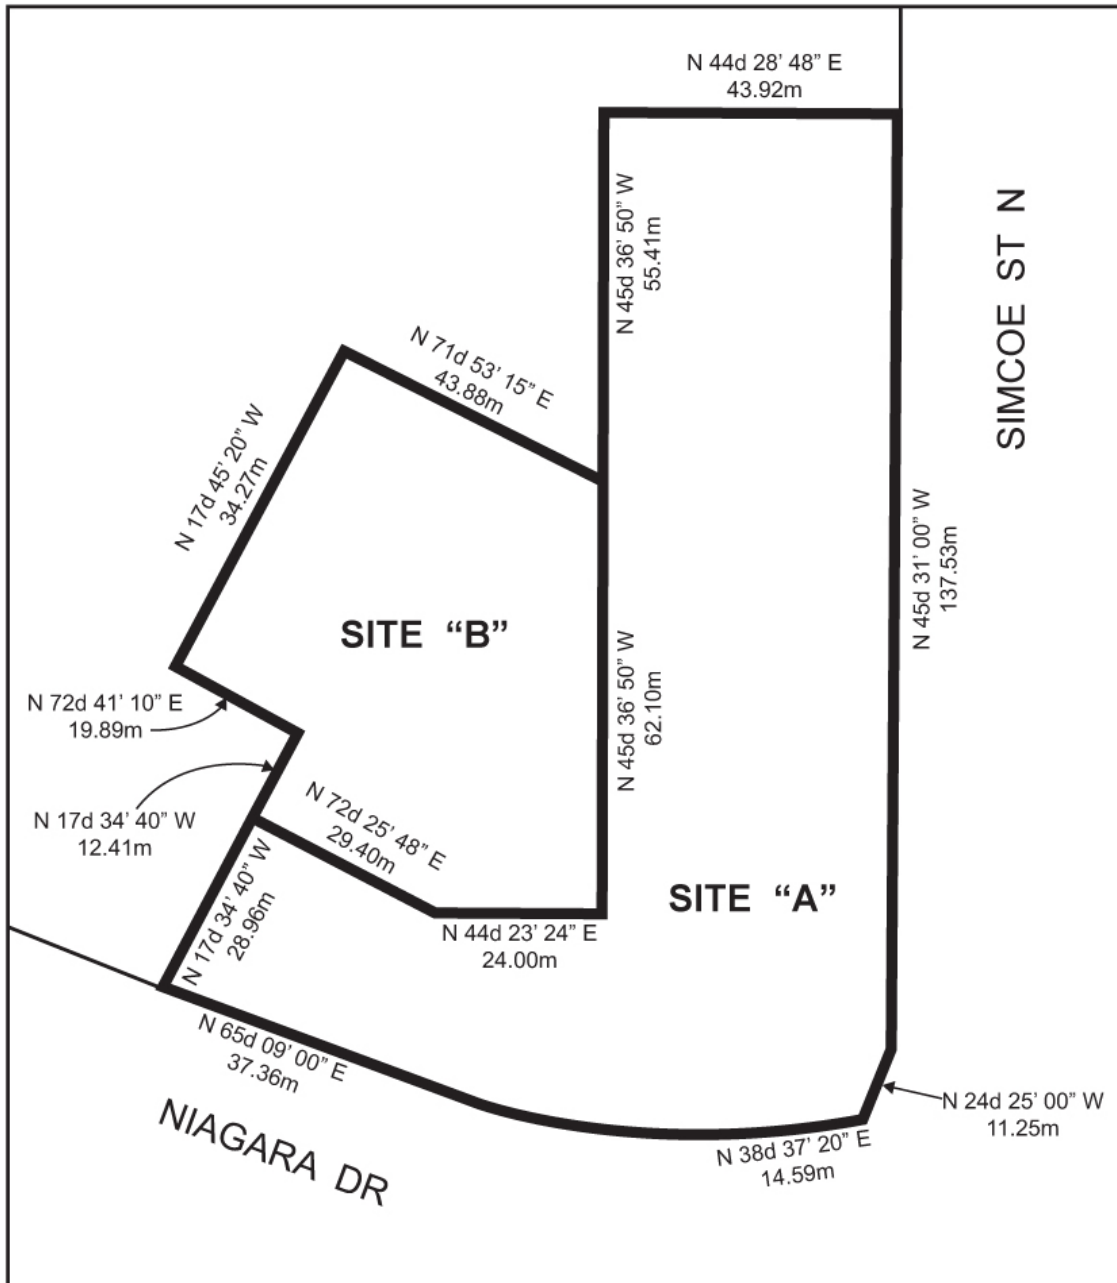 N 44d 28' 48” E
43.92m
N 45d 36' 50” W
55.41m
SIMCOE ST N
N 71d 53' 15” E
43.88m
N 17d 45' 20” W
34.27m
N 45d 31' 00” W
137.53m
SITE “B”
N 45d 36' 50” W
62.10m
N 72d 41' 10” E
19.89m
N 17d 34' 40” W
12.41m
N 72d 25' 48” E
29.40m
N 17d 34' 40” W
28.96m
SITE “A”
N 44d 23' 24” E
24.00m
N 65d 09' 00” E
37.36m
N 24d 25' 00” W
11.25m
N 38d 37' 20” E
14.59m
NIAGARA DR